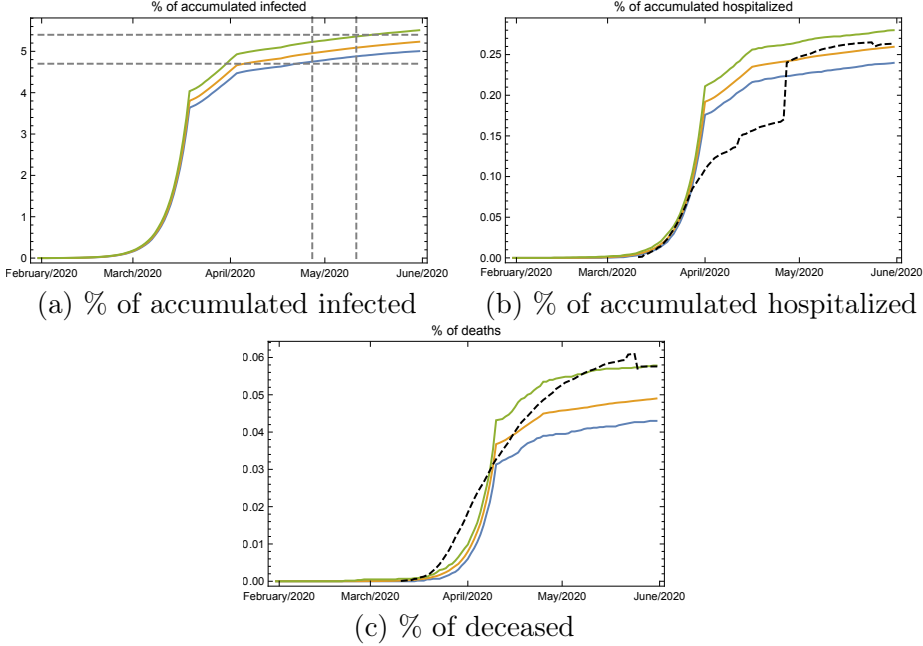 % of accumulated infected
5
4
3
2
1
0
February/2020 March/2020 April/2020 May/2020 June/2020
(a) % of accumulated infected
% of accumulated hospitalized
0.25
0.20
0.15
0.10
0.05
0.00
February/2020 March/2020 April/2020 May/2020 June/2020
(b) % of accumulated hospitalized
% of deaths
0.06
0.05
0.04
0.03
0.02
0.01
0.00
February/2020 March/2020 April/2020 May/2020 June/2020
(c) % of deceased